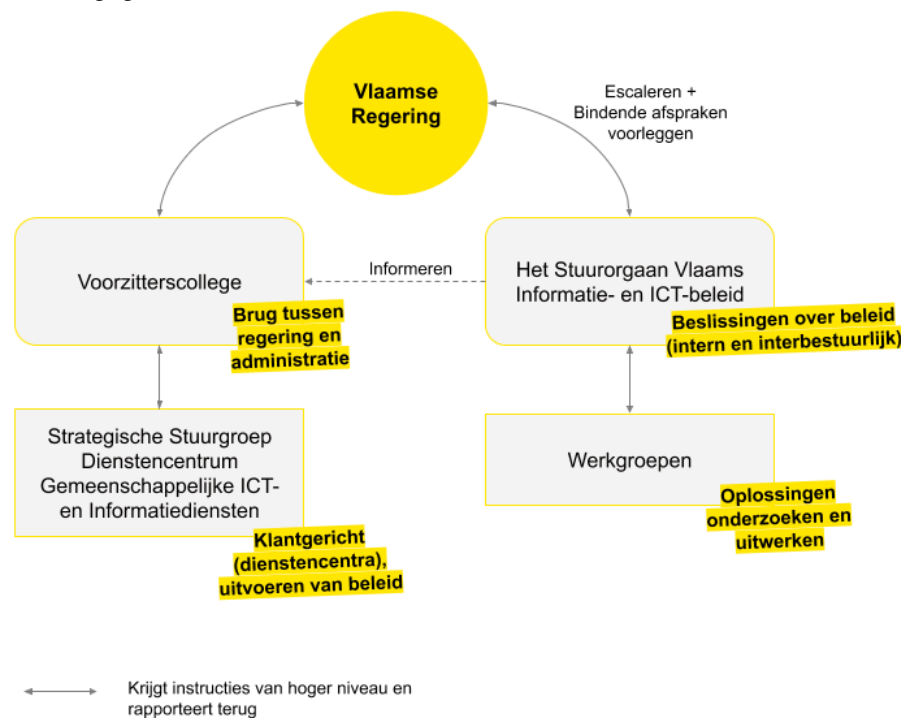 Vlaamse
Regering
Escaleren +
Bindende afspraken
voorleggen
Voorzitterscollege
Informeren
Het Stuurorgaan Vlaams
Informatie- en ICT-beleid
Brug tussen
regering en
administratie
Beslissingen over beleid
(intern en interbestuurlijk)
Strategische Stuurgroep
Dienstencentrum
Gemeenschappelijke ICT-
en Informatiediensten
Werkgroepen
Klantgericht
(dienstencentra),
uitvoeren van beleid
Oplossingen
onderzoeken en
uitwerken
Krijgt instructies van hoger niveau en
rapporteert terug